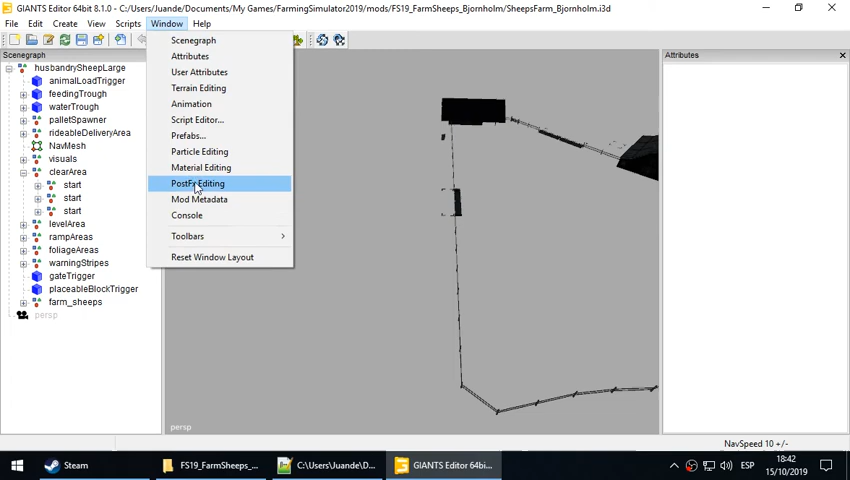 GIANTS Editor 64bit 8.1.0 - C:/Users/Juande/Documents/My Games/FarmingSimulator2019/mods/FS19_FarmSheeps_Bjornholm/SheepsFarm_Bjornholm.i3d
File Edit Create View Scripts Window Help
Scenegraph
husbandrySheepLarge
animalLoadTrigger
feedingTrough
waterTrough
palletSpawner
rideableDeliveryArea
NavMesh
visuals
clearArea
start
start
start
levelArea
rampAreas
foliageAreas
warningStripes
gateTrigger
placeableBlockTrigger
farm_sheeps
persp
Scenegraph
Attributes
User Attributes
Terrain Editing
Animation
Script Editor...
Prefabs...
Particle Editing
Material Editing
PostFx Editing
Mod Metadata
Console
Toolbars
Reset Window Layout
persp
Attributes
NavSpeed 10 +/-
Steam
FS19_FarmSheeps_...
C:\Users\Juande\D...
GIANTS Editor 64bi...
ESP
18:42
15/10/2019